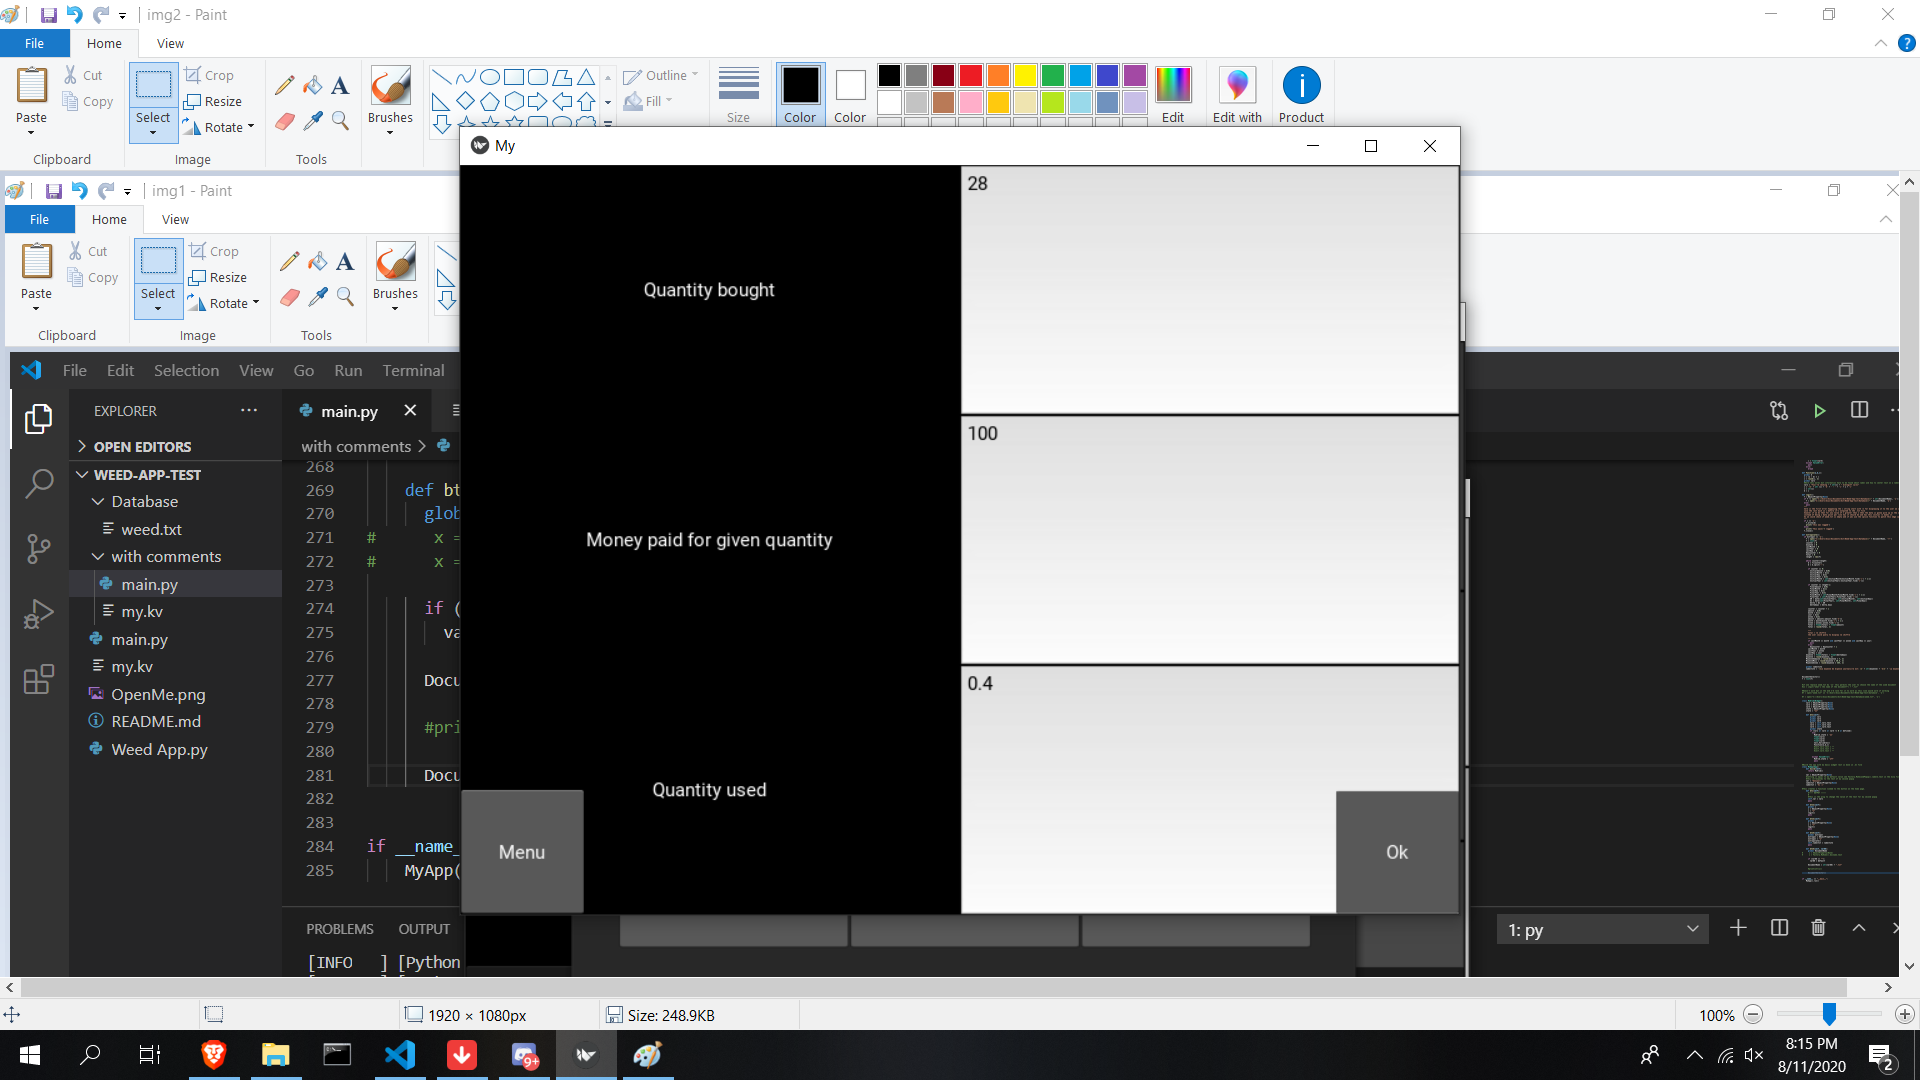 img2 - Paint
File
Home
View
Paste
Cut
Copy
Clipboard
Select
Crop
Resize
Rotate
Image
Tools
Brushes
Outline
Fill
Size
Color
Color
Edit
Edit with
Product
My
img1 - Paint
File
Home
View
Paste
Cut
Copy
Clipboard
Select
Crop
Resize
Rotate
Image
Tools
Brushes
28
Quantity bought
100
Money paid for given quantity
0.4
Quantity used
Menu
Ok
File Edit Selection View Go Run Terminal
EXPLORER
OPEN EDITORS
WEED-APP-TEST
Database
weed.txt
with comments
main.py
my.kv
main.py
my.kv
OpenMe.png
README.md
Weed App.py
main.py
with comments
268
269 def bt
270 glob
271 # x =
272 # x =
273
274 if (
275 va
276
277 Docu
278
279 #pri
280
281 Docu
282
283
284 if __name_
285 MyApp(
PROBLEMS
OUTPUT
1: py
[INFO ] [Python
1920 × 1080px
Size: 248.9KB
100%
9+
8:15 PM
8/11/2020
2